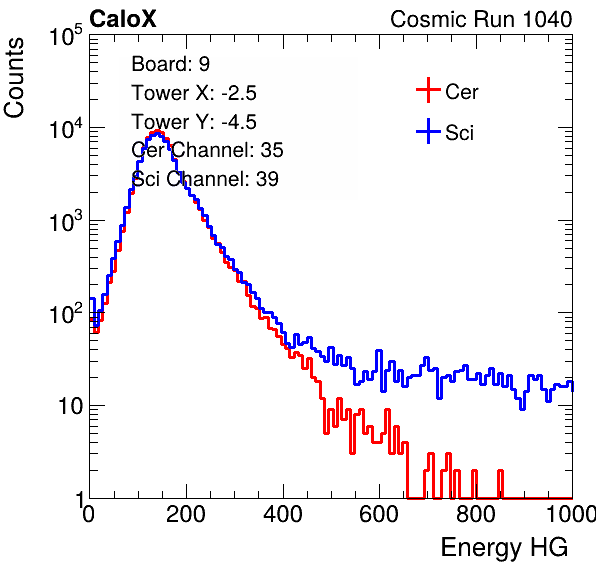 CaloX Cosmic Run 1040
Counts
10^5
10^4
10^3
10^2
10
1
Board: 9
Tower X: -2.5
Tower Y: -4.5
Cer Channel: 35
Sci Channel: 39
Cer
Sci
0 200 400 600 800 1000
Energy HG